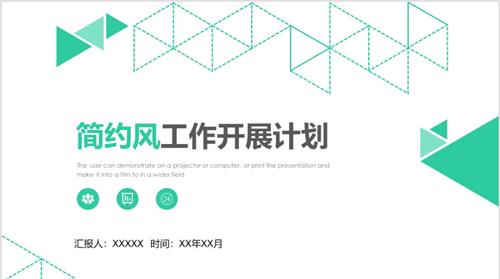 简约风工作开展计划
The user can demonstrate on a projector or computer, or print the presentation and
make it into a film to in a wider field
24
汇报人：XXXXX 时间：XX年XX月